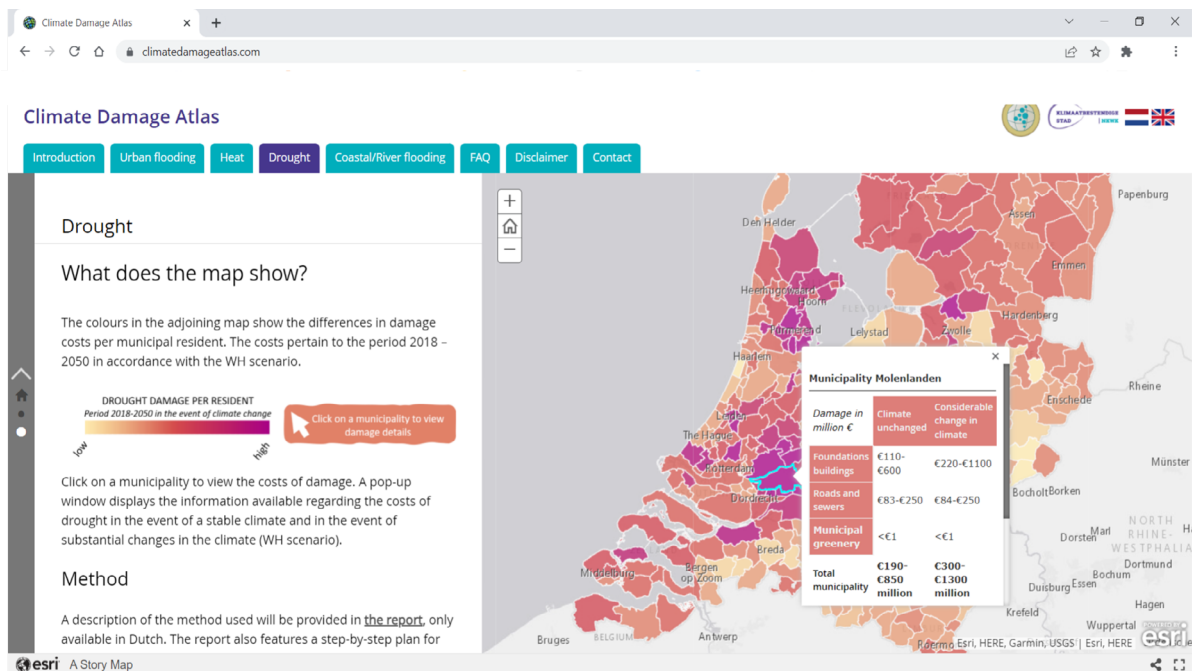 Climate Damage Atlas
climatedamageatlas.com
Climate Damage Atlas
KLIMAATBESTENDIGE
STAD
Introduction
Urban flooding
Heat
Drought
Coastal/River flooding
FAQ
Disclaimer
Contact
Drought
What does the map show?
The colours in the adjoining map show the differences in damage
costs per municipal resident. The costs pertain to the period 2018 –
2050 in accordance with the WH scenario.
DROUGHT DAMAGE PER RESIDENT
Period 2018-2050 in the event of climate change
low
high
Click on a municipality to view
damage details
Click on a municipality to view the costs of damage. A pop-up
window displays the information available regarding the costs of
drought in the event of a stable climate and in the event of
substantial changes in the climate (WH scenario).
Method
A description of the method used will be provided in the report, only
available in Dutch. The report also features a step-by-step plan for
Papenburg
Assen
Den Helder
Emmen
Heerhugowaard
Hoorn
FLEVOL
Hardenberg
Purmerend
Lelystad
Zwolle
Haarlem
Rheine
Enschede
Leiden
The Hague
Rotterdam
Münster
Dordrecht
Bocholt
Borken
NORTH
RHINE-
WESTPHALIA
Marl
Dorsten
Ha
Breda
Dortmund
Middelburg
Bergen
op Zoom
Bochum
Essen
Duisburg
Hagen
Krefeld
Wuppertal
Bruges
BELGIUM
Antwerp
Roermo
Municipality Molenlanden
Damage in
million €
Climate
unchanged
Considerable
change in
climate
Foundations
buildings
€110-
€600
€220-€1100
Roads and
sewers
€83-€250
€84-€250
Municipal
greenery
<€1
<€1
Total
municipality
€190-
€850
million
€300-
€1300
million
Esri, HERE, Garmin, USGS | Esri, HERE
POWERED BY
esri
esri
A Story Map